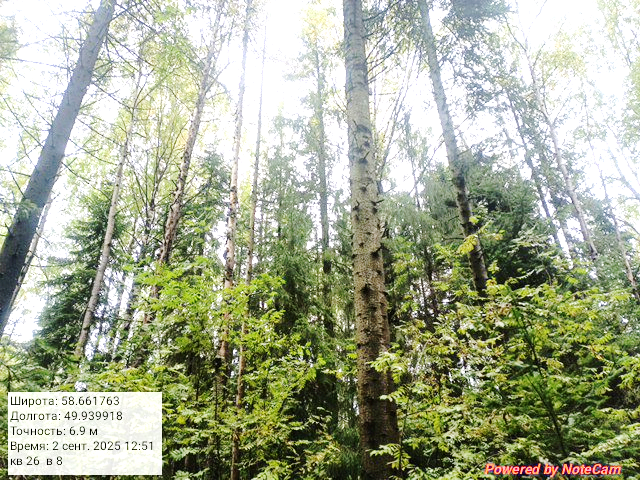 Широта: 58.661763
Долгота: 49.939918
Точность: 6.9 м
Время: 2 сент. 2025 12:51
кв 26 в 8
Powered by NoteCam